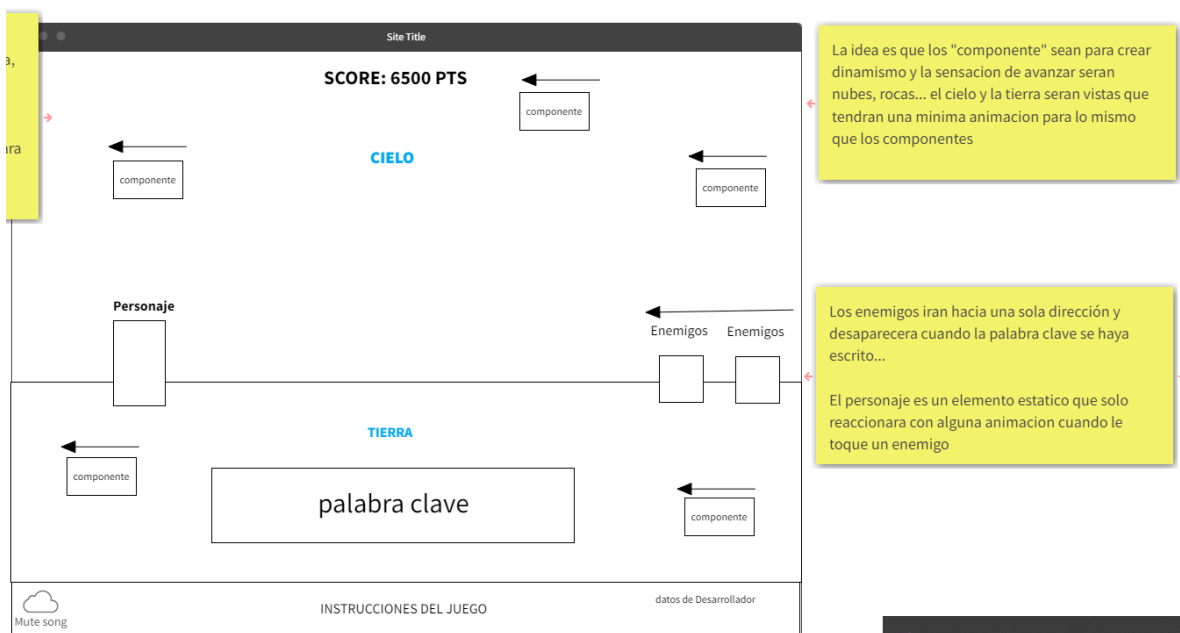 a,
ara
Site Title
SCORE: 6500 PTS
componente
CIELO
componente
componente
Personaje
Enemigos
Enemigos
TIERRA
componente
palabra clave
componente
Mute song
INSTRUCCIONES DEL JUEGO
datos de Desarrollador
La idea es que los "componente" sean para crear
dinamismo y la sensacion de avanzar seran
nubes, rocas... el cielo y la tierra seran vistas que
tendran una minima animacion para lo mismo
que los componentes
Los enemigos iran hacia una sola dirección y
desaparecera cuando la palabra clave se haya
escrito...
El personaje es un elemento estatico que solo
reaccionara con alguna animacion cuando le
toque un enemigo